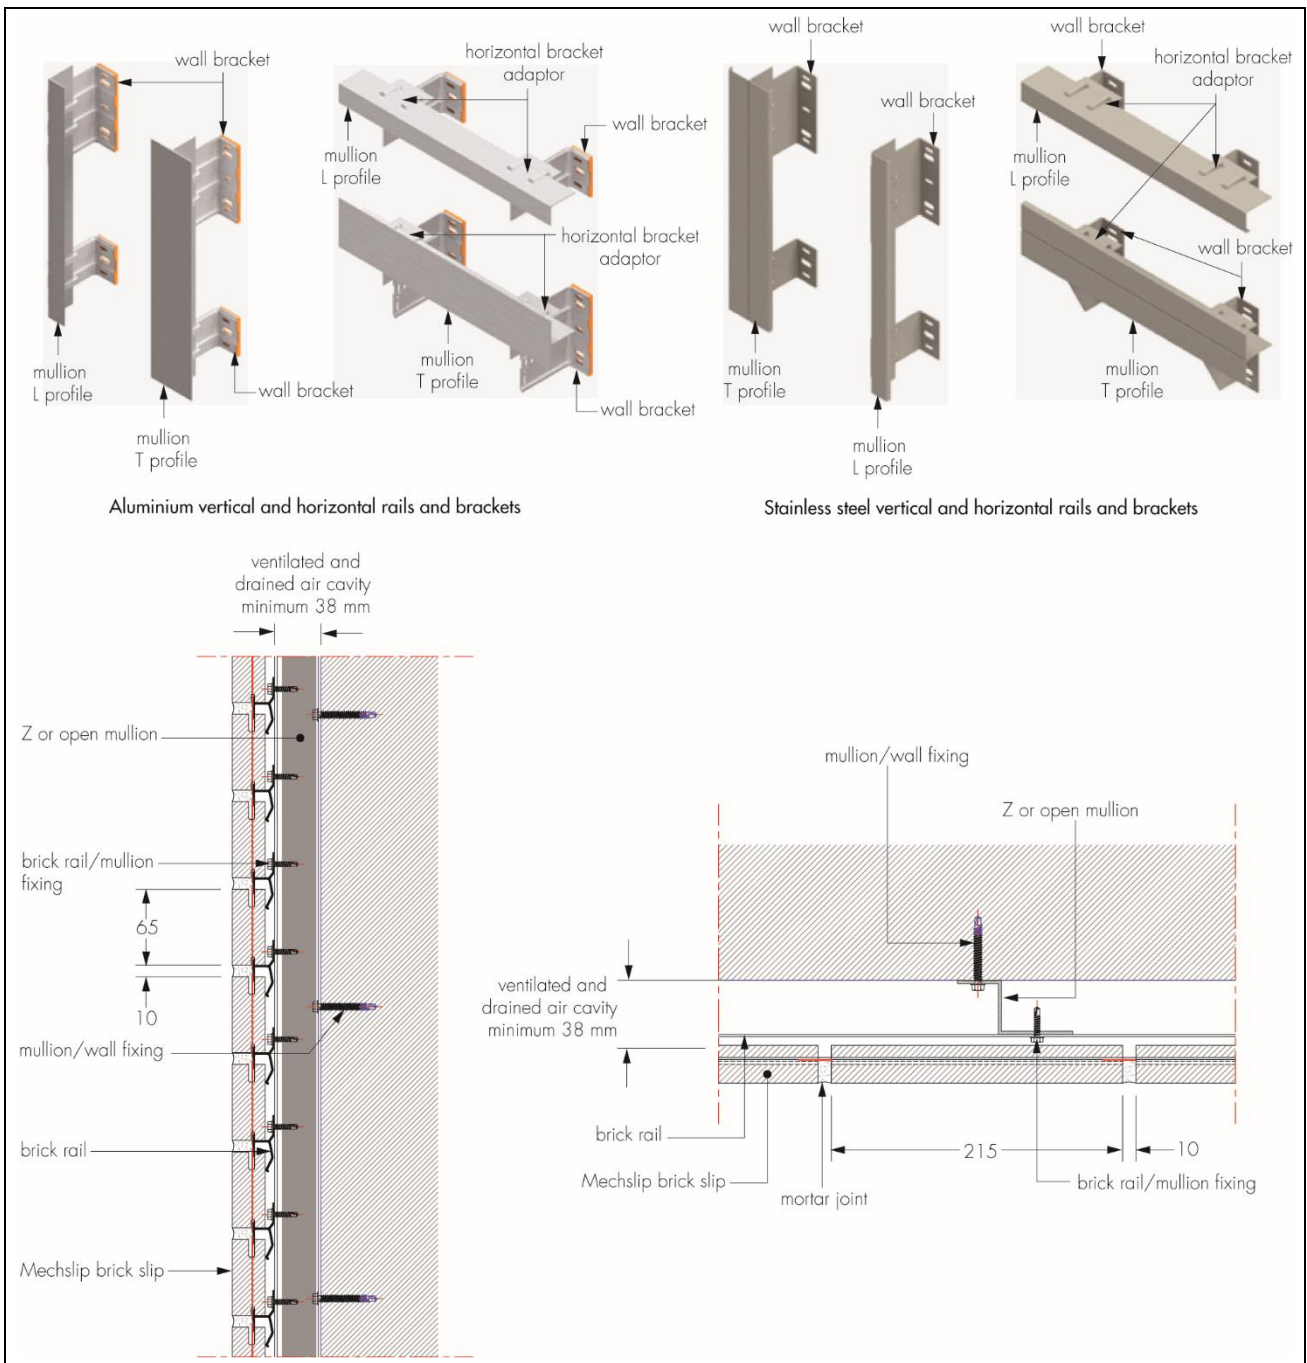 wall bracket
horizontal bracket
adaptor
wall bracket
mullion
L profile
horizontal bracket
adaptor
mullion
L profile
mullion
T profile
wall bracket
wall bracket
mullion
T profile
Aluminium vertical and horizontal rails and brackets
wall bracket
wall bracket
mullion
T profile
mullion
L profile
wall bracket
horizontal bracket
adaptor
mullion
L profile
wall bracket
mullion
T profile
Stainless steel vertical and horizontal rails and brackets
ventilated and
drained air cavity
minimum 38 mm
Z or open mullion
brick rail/mullion
fixing
65
10
mullion/wall fixing
brick rail
Mechslip brick slip
mullion/wall fixing
Z or open mullion
ventilated and
drained air cavity
minimum 38 mm
brick rail
215
10
Mechslip brick slip
mortar joint
brick rail/mullion fixing